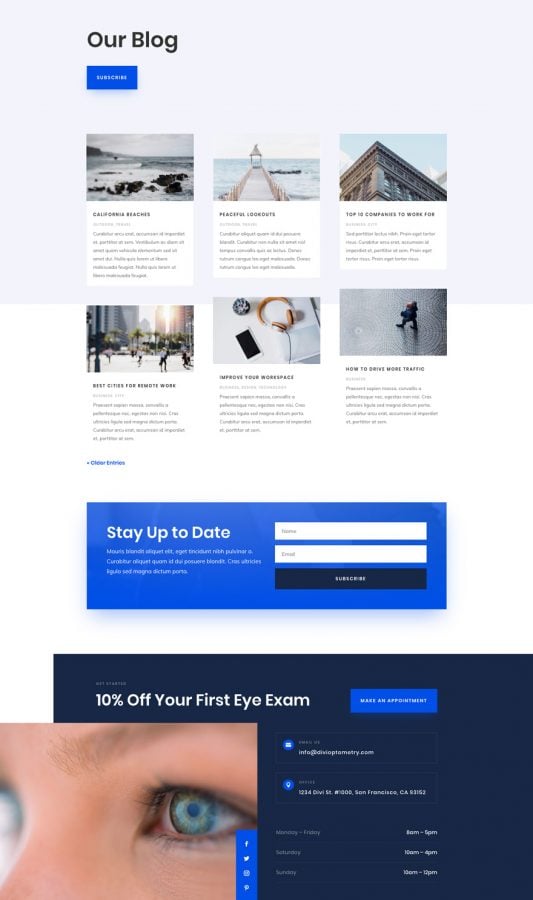 Our Blog
SUBSCRIBE
CALIFORNIA BEACHES
OUTDOOR, TRAVEL
Curabitur arcu erat, accumsan id imperdiet
et, porttitor at sem. Vestibulum ac diam sit
amet quam vehicula elementum sed sit
amet dui. Nulla quis lorem ut libero
malesuada feugiat. Nulla quis lorem ut
libero malesuada feugiat.
PEACEFUL LOOKOUTS
OUTDOOR, TRAVEL
Curabitur aliquet quam id dui posuere
blandit. Curabitur non nulla sit amet nisl
tempus convallis quis ac lectus. Donec
rutrum congue leo eget malesuada. Donec
rutrum congue leo eget malesuada.
TOP 10 COMPANIES TO WORK FOR
BUSINESS, CITY
Sed porttitor lectus nibh. Proin eget tortor
risus. Curabitur arcu erat, accumsan id
imperdiet et, porttitor at sem. Proin eget
tortor risus.
BEST CITIES FOR REMOTE WORK
BUSINESS, CITY
Praesent sapien massa, convallis a
pellentesque nec, egestas non nisi. Cras
ultricies ligula sed magna dictum porta.
Curabitur arcu erat, accumsan id imperdiet
et, porttitor at sem.
IMPROVE YOUR WORKSPACE
BUSINESS, DESIGN, TECHNOLOGY
Praesent sapien massa, convallis a
pellentesque nec, egestas non nisi. Cras
ultricies ligula sed magna dictum porta.
Curabitur arcu erat, accumsan id imperdiet
et, porttitor at sem.
HOW TO DRIVE MORE TRAFFIC
BUSINESS
Praesent sapien massa, convallis a
pellentesque nec, egestas non nisi. Cras
ultricies ligula sed magna dictum porta.
Curabitur arcu erat, accumsan id imperdiet
et, porttitor at sem.
« Older Entries
Stay Up to Date
Mauris blandit aliquet elit, eget tincidunt nibh pulvinar a.
Curabitur aliquet quam id dui posuere blandit. Cras ultricies
ligula sed magna dictum porta.
Name
Email
SUBSCRIBE
GET STARTED
10% Off Your First Eye Exam
MAKE AN APPOINTMENT
EMAIL US
info@divioptometry.com
OFFICE
1234 Divi St. #1000, San Francisco, CA 93152
Monday – Friday 8am – 5pm
Saturday 10am – 4pm
Sunday 10am – 12pm